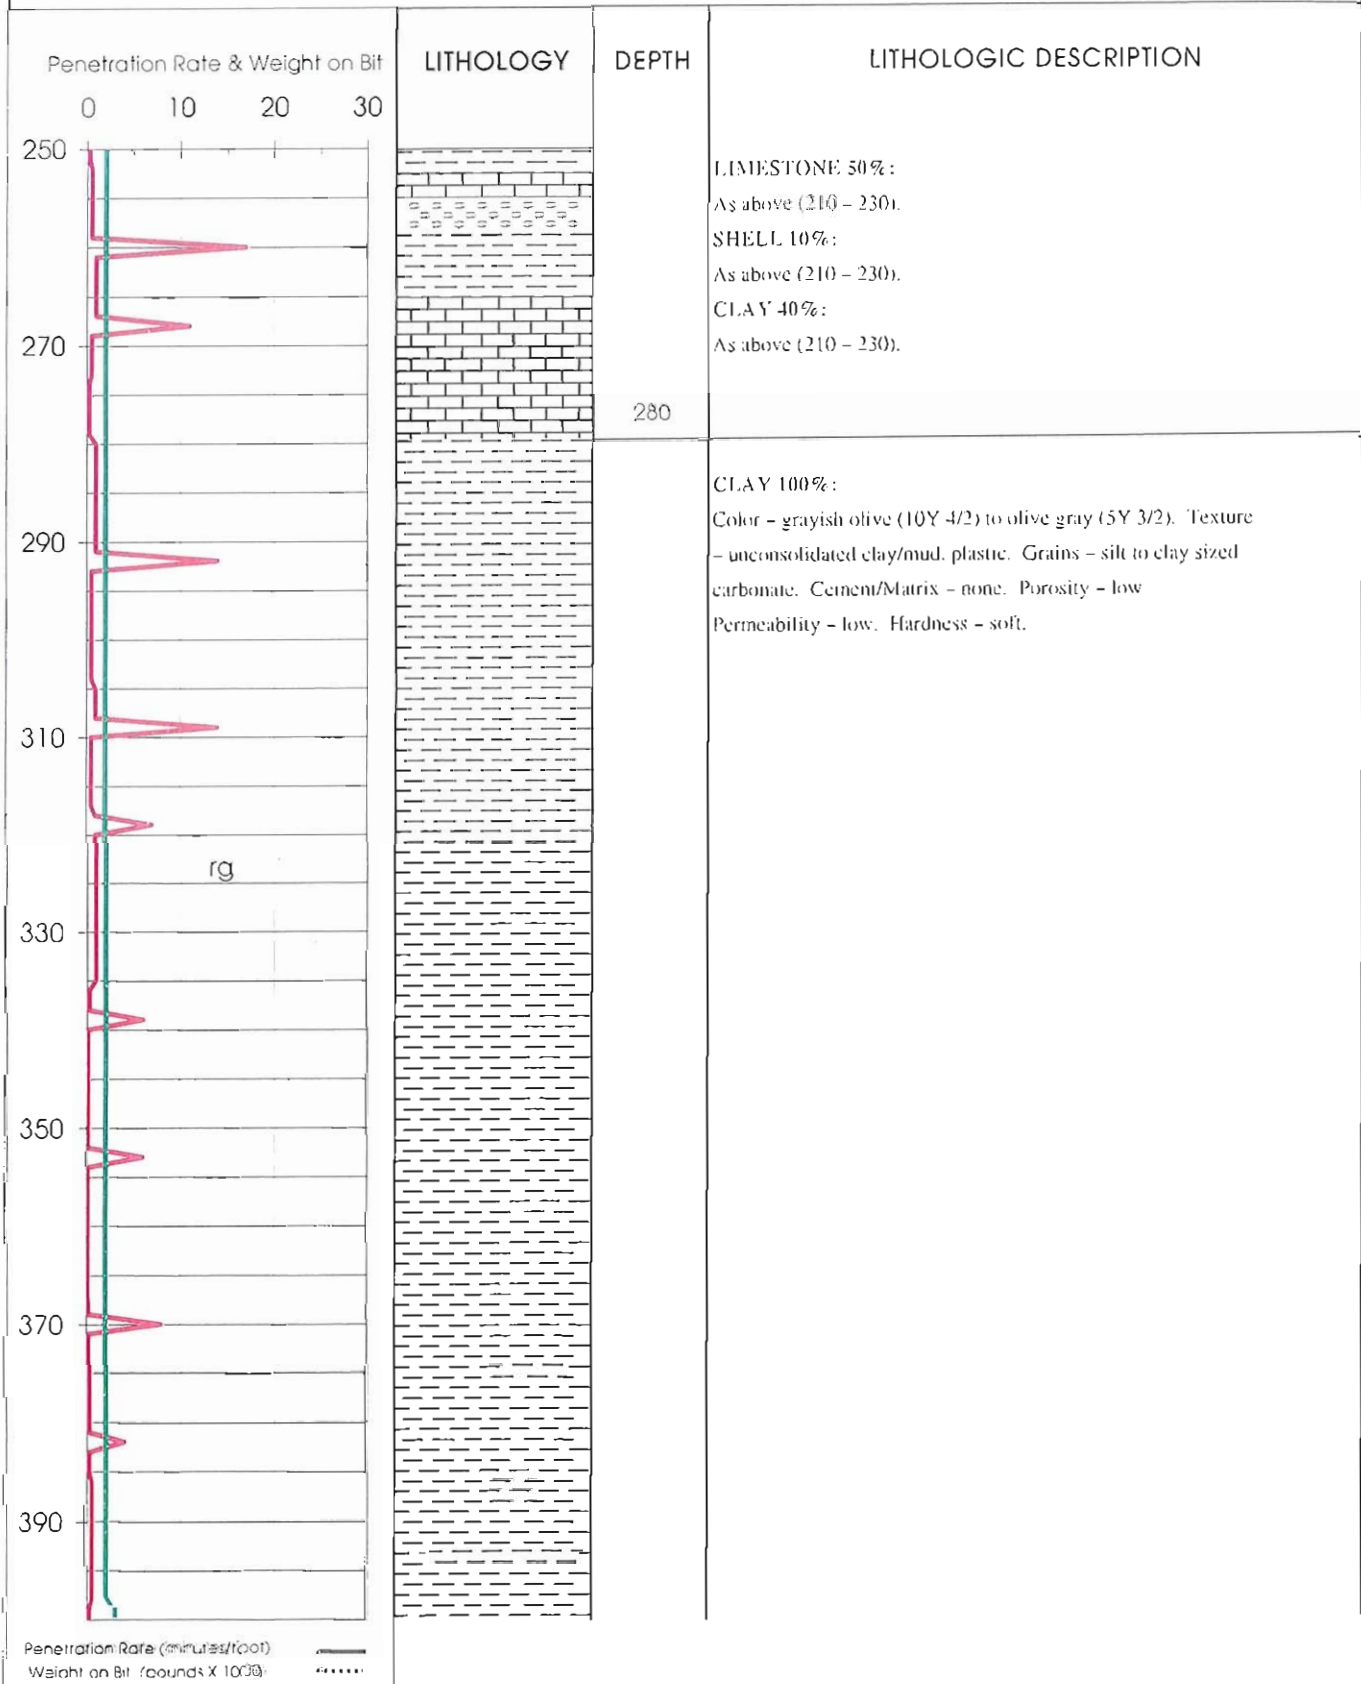 Penetration Rate & Weight on Bit
LITHOLOGY
DEPTH
LITHOLOGIC DESCRIPTION
0 10 20 30
250
LIMESTONE 50%:
As above (210 – 230).
SHELL 10%:
As above (210 – 230).
CLAY 40%:
As above (210 – 230).
270
280
CLAY 100%:
Color – grayish olive (10Y 4/2) to olive gray (5Y 3/2). Texture
– unconsolidated clay/mud, plastic. Grains – silt to clay sized
carbonate. Cement/Matrix – none. Porosity – low
Permeability – low. Hardness – soft.
290
310
rg
330
350
370
390
Penetration Rate (minutes/foot)
Weight on Bit (pounds X 1000)